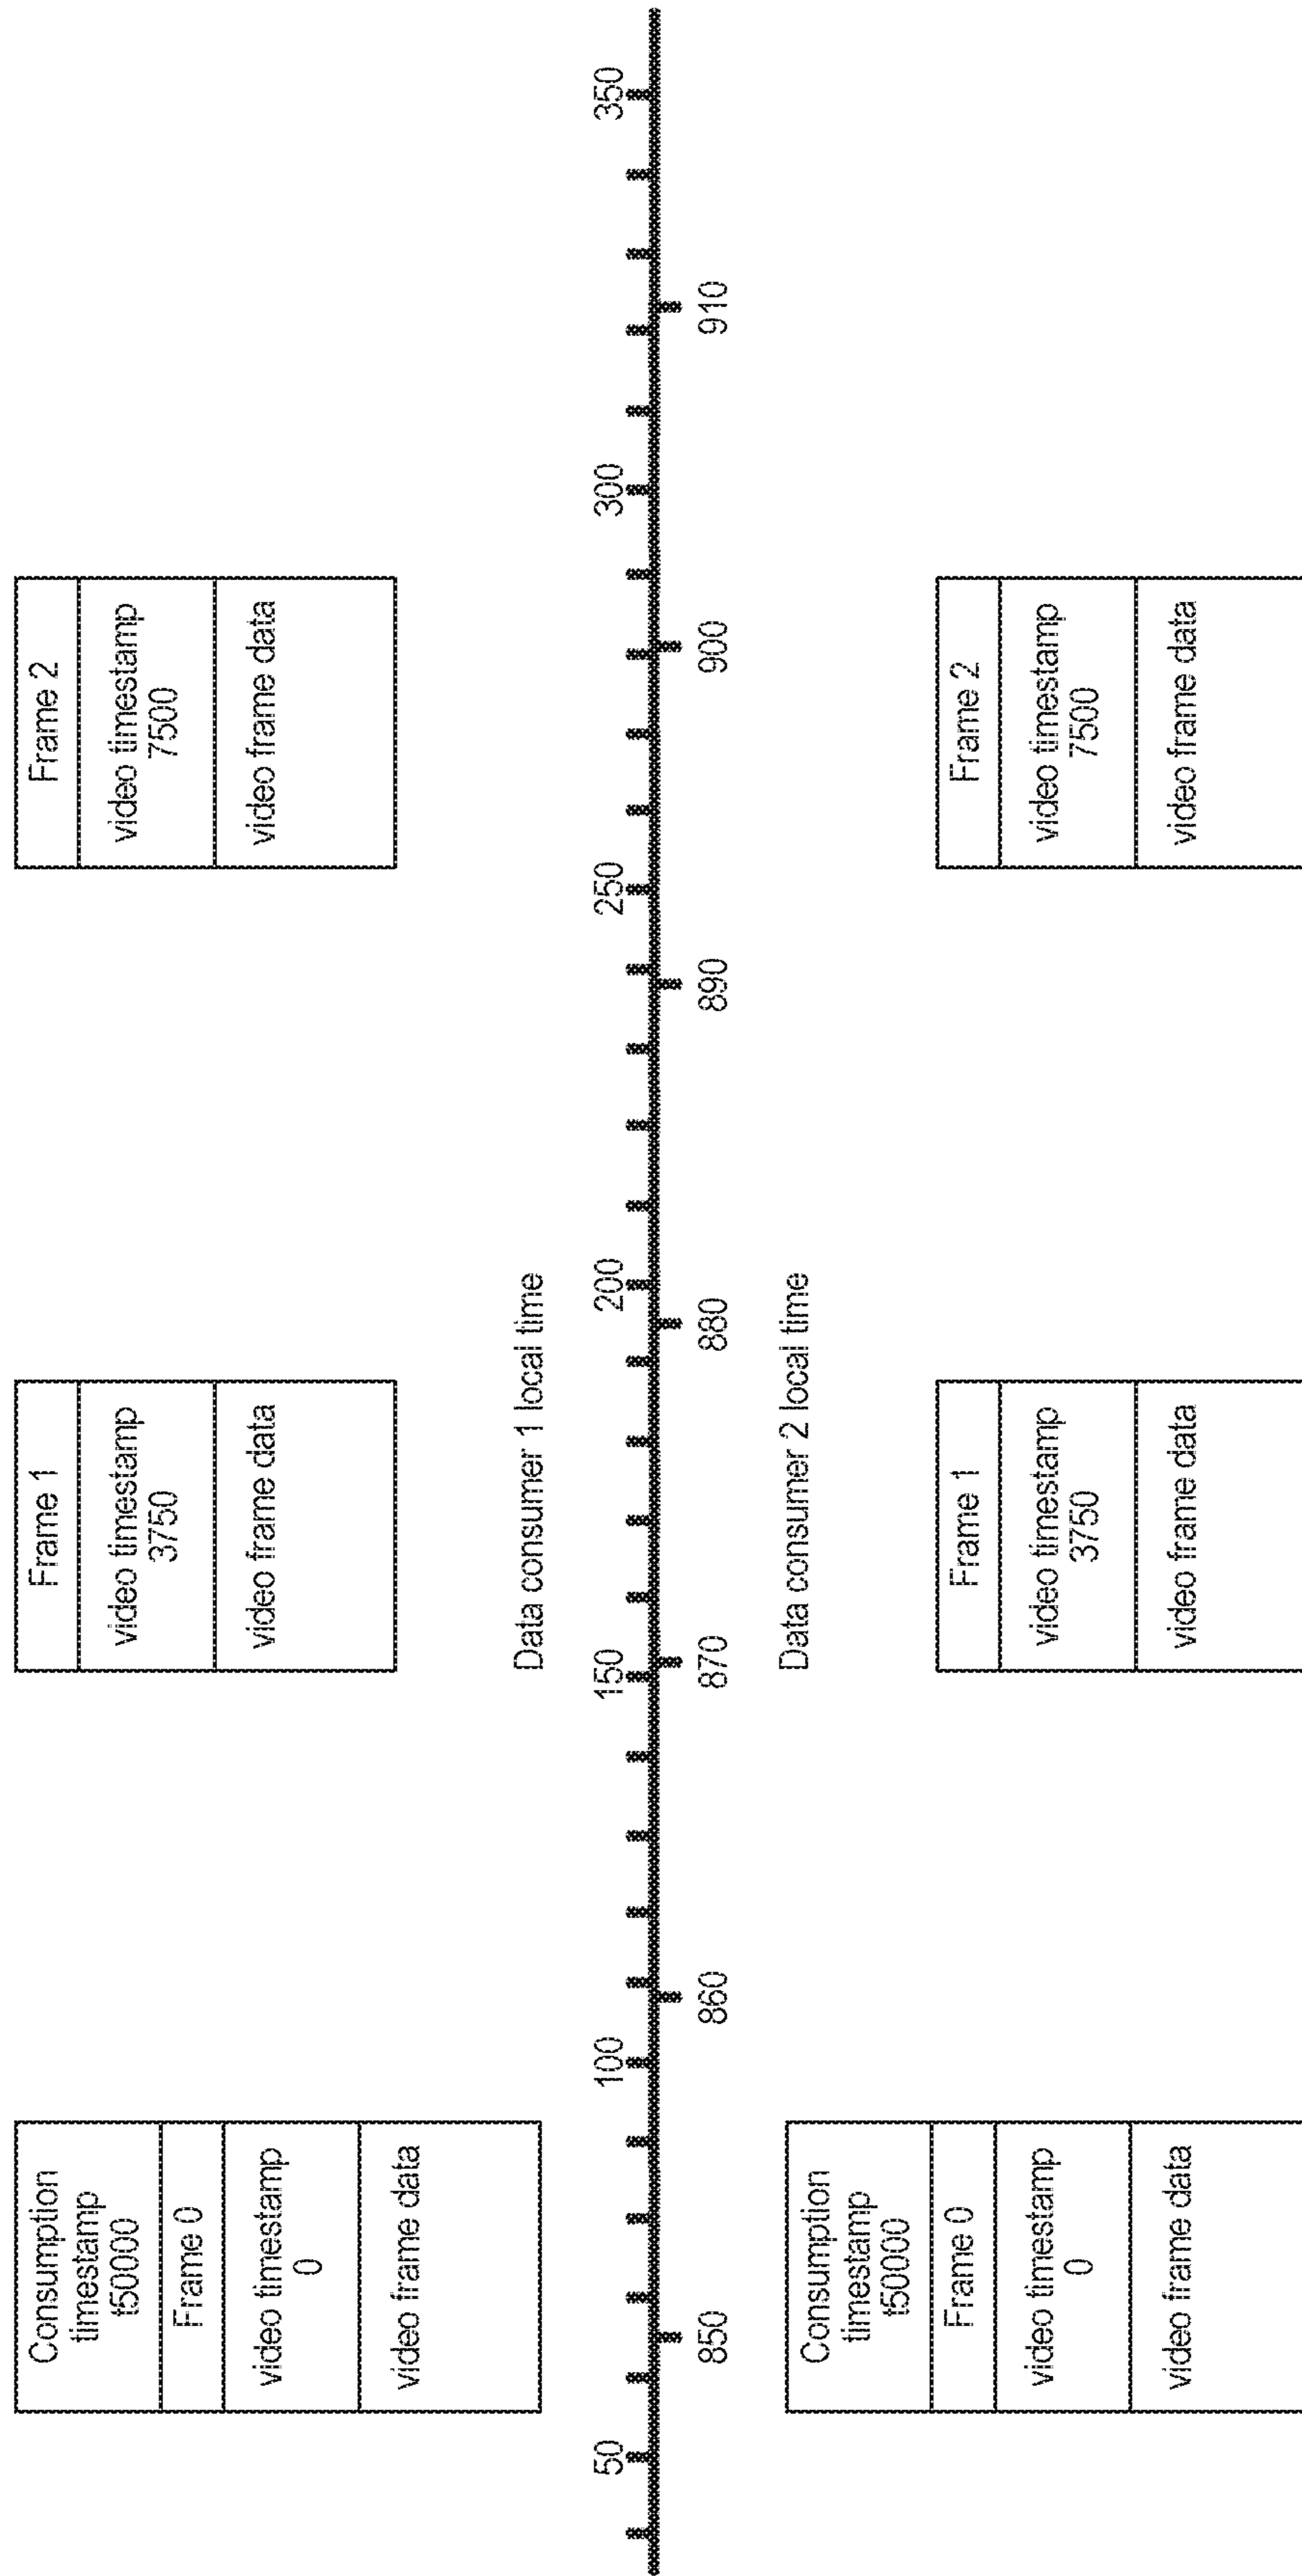 Consumption
timestamp
t50000
Frame 0
video timestamp
0
video frame data
Frame 1
video timestamp
3750
video frame data
Frame 2
video timestamp
7500
video frame data
Data consumer 1 local time
50
100
150
200
250
300
350
850
860
870
880
890
900
910
Data consumer 2 local time
Consumption
timestamp
t50000
Frame 0
video timestamp
0
video frame data
Frame 1
video timestamp
3750
video frame data
Frame 2
video timestamp
7500
video frame data